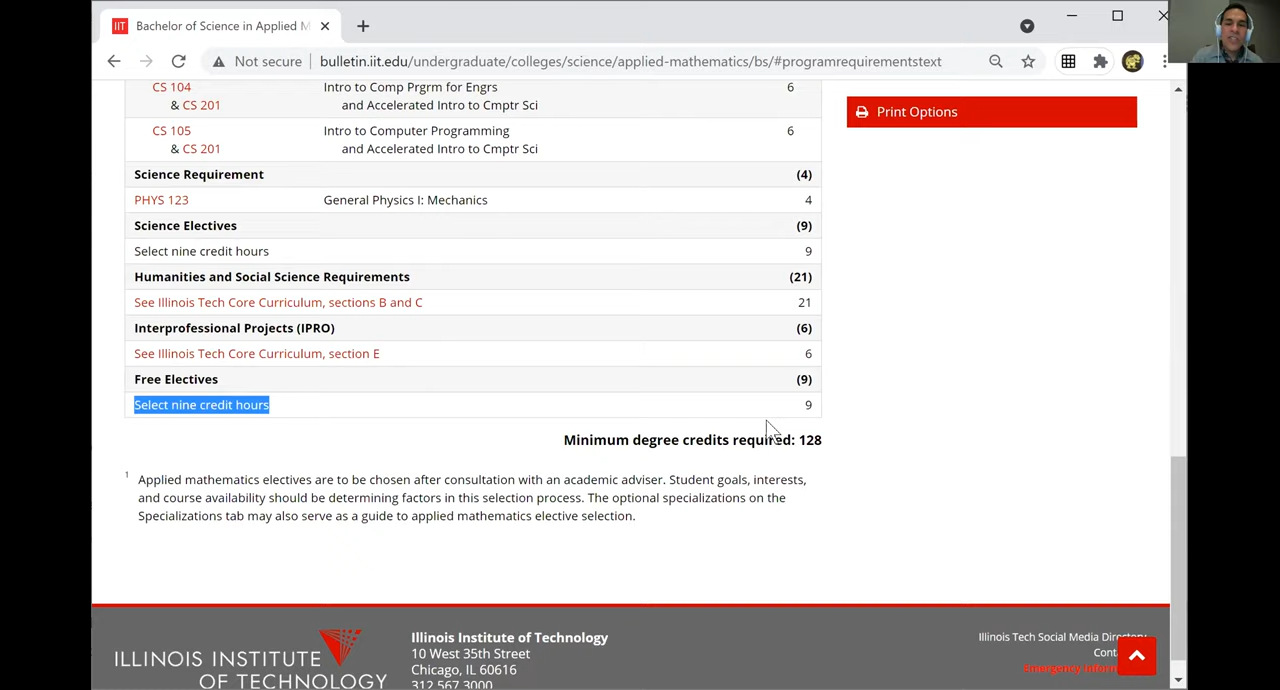 IIT Bachelor of Science in Applied M
Not secure bulletin.iit.edu/undergraduate/colleges/science/applied-mathematics/bs/#programrequirementstext
CS 104 Intro to Comp Prgrm for Engrs 6
& CS 201 and Accelerated Intro to Cmptr Sci
CS 105 Intro to Computer Programming 6
& CS 201 and Accelerated Intro to Cmptr Sci
Science Requirement (4)
PHYS 123 General Physics I: Mechanics 4
Science Electives (9)
Select nine credit hours 9
Humanities and Social Science Requirements (21)
See Illinois Tech Core Curriculum, sections B and C 21
Interprofessional Projects (IPRO) (6)
See Illinois Tech Core Curriculum, section E 6
Free Electives (9)
Select nine credit hours 9
Minimum degree credits required: 128
1 Applied mathematics electives are to be chosen after consultation with an academic adviser. Student goals, interests,
and course availability should be determining factors in this selection process. The optional specializations on the
Specializations tab may also serve as a guide to applied mathematics elective selection.
Print Options
ILLINOIS INSTITUTE
OF TECHNOLOGY
Illinois Institute of Technology
10 West 35th Street
Chicago, IL 60616
312.567.3000
Illinois Tech Social Media Directory
Emergency